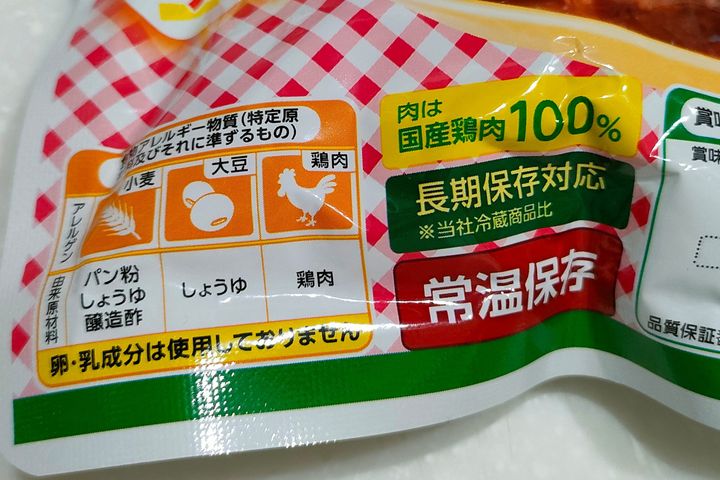 アレルギー物質(特定原
及びそれに準ずるもの)
アレルゲン
小麦
大豆
鶏肉
由来原材料
パン粉
しょうゆ
醸造酢
しょうゆ
鶏肉
卵・乳成分は使用しておりません
肉は
国産鶏肉100%
長期保存対応
※当社冷蔵商品比
常温保存
賞味
賞味
品質保証